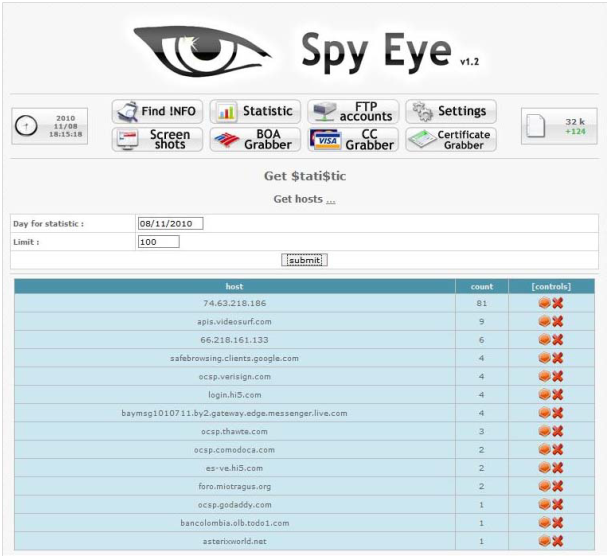 Spy Eye v1.2
2010
11/08
18:15:18
Find !NFO
Statistic
FTP accounts
Settings
Screen shots
BOA Grabber
VISA
CC Grabber
Certificate Grabber
32 k
+124
Get $tati$tic
Get hosts ...
Day for statistic : 08/11/2010
Limit : 100
submit
host count [controls]
74.63.218.186 81
apis.videosurf.com 9
66.218.161.133 6
safebrowsing.clients.google.com 4
ocsp.verisign.com 4
login.hi5.com 4
baymsg1010711.by2.gateway.edge.messenger.live.com 4
ocsp.thawte.com 3
ocsp.comodoca.com 2
es-ve.hi5.com 2
foro.miotragus.org 2
ocsp.godaddy.com 1
bancolombia.olb.todo1.com 1
asterixworld.net 1